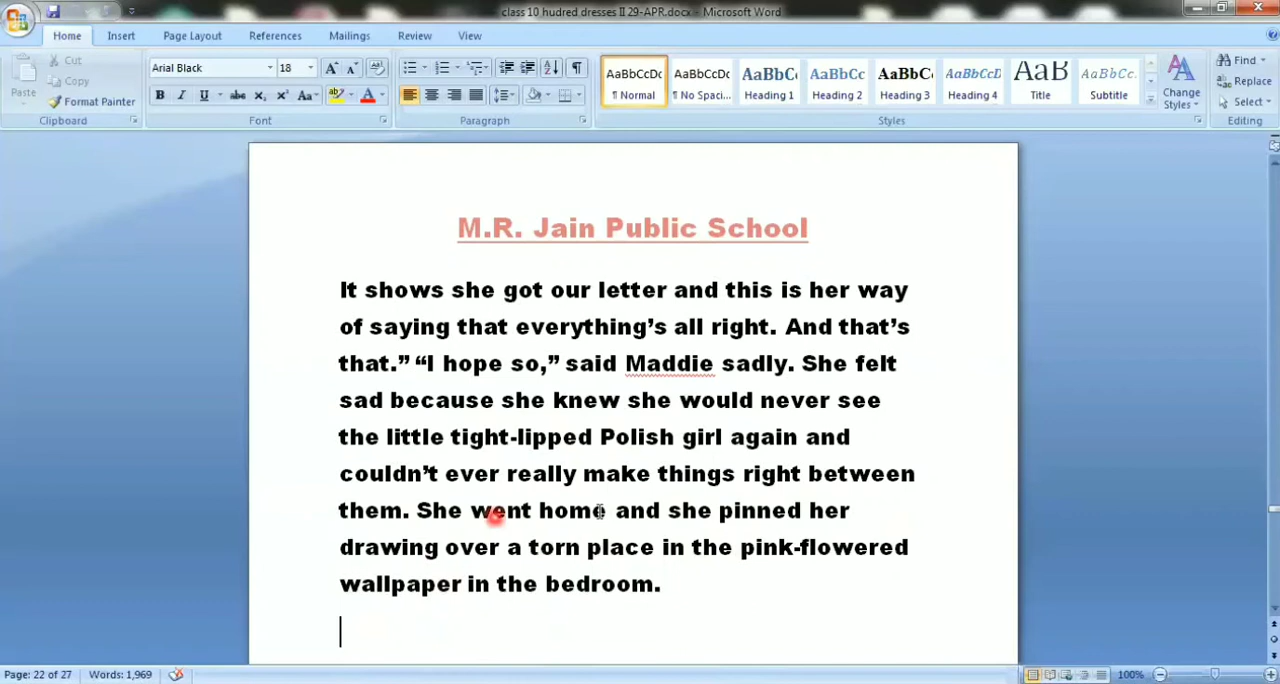 class 10 hudred dresses II 29-APR.docx - Microsoft Word
Home Insert Page Layout References Mailings Review View
Paste Cut Copy Format Painter Clipboard
Arial Black 18 Font
Paragraph
AaBbCcDc ¶ Normal AaBbCcDc ¶ No Spaci... AaBbC Heading 1 AaBbCc Heading 2 AaBbC Heading 3 AaBbCcD Heading 4 AaB Title AaBbCc. Subtitle Change Styles Styles
Find Replace Select Editing
M.R. Jain Public School
It shows she got our letter and this is her way
of saying that everything’s all right. And that’s
that.” “I hope so,” said Maddie sadly. She felt
sad because she knew she would never see
the little tight-lipped Polish girl again and
couldn’t ever really make things right between
them. She went home and she pinned her
drawing over a torn place in the pink-flowered
wallpaper in the bedroom.
Page: 22 of 27 Words: 1,969 100%